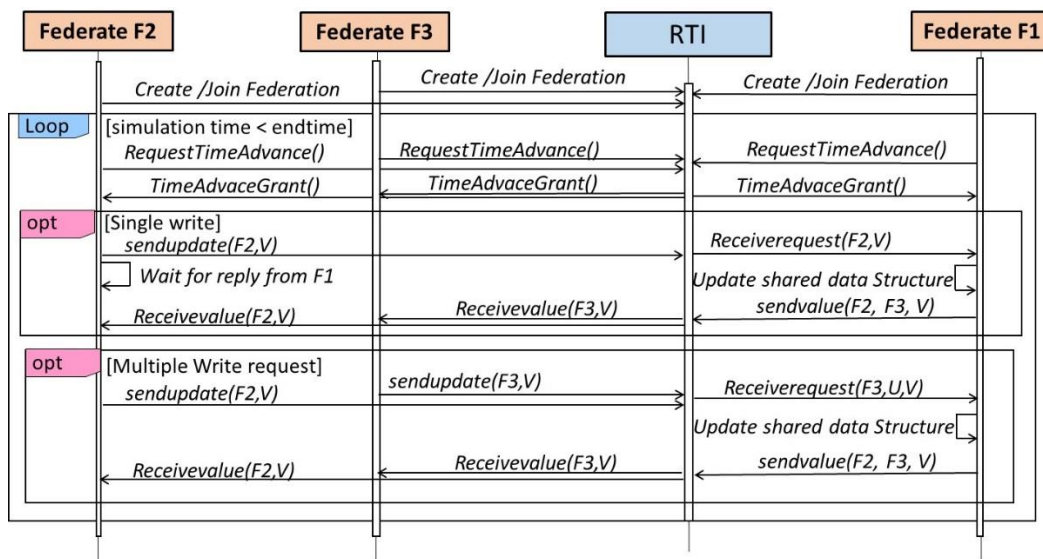 Federate F2
Federate F3
RTI
Federate F1
Create /Join Federation
Create /Join Federation
Create /Join Federation
Loop
[simulation time < endtime]
RequestTimeAdvance()
RequestTimeAdvance()
RequestTimeAdvance()
TimeAdvaceGrant()
TimeAdvaceGrant()
TimeAdvaceGrant()
opt
[Single write]
sendupdate(F2,V)
Receiverequest(F2,V)
Wait for reply from F1
Update shared data Structure
Receivevalue(F2,V)
Receivevalue(F3,V)
sendvalue(F2, F3, V)
opt
[Multiple Write request]
sendupdate(F2,V)
sendupdate(F3,V)
Receiverequest(F3,U,V)
Update shared data Structure
Receivevalue(F2,V)
Receivevalue(F3,V)
sendvalue(F2, F3, V)